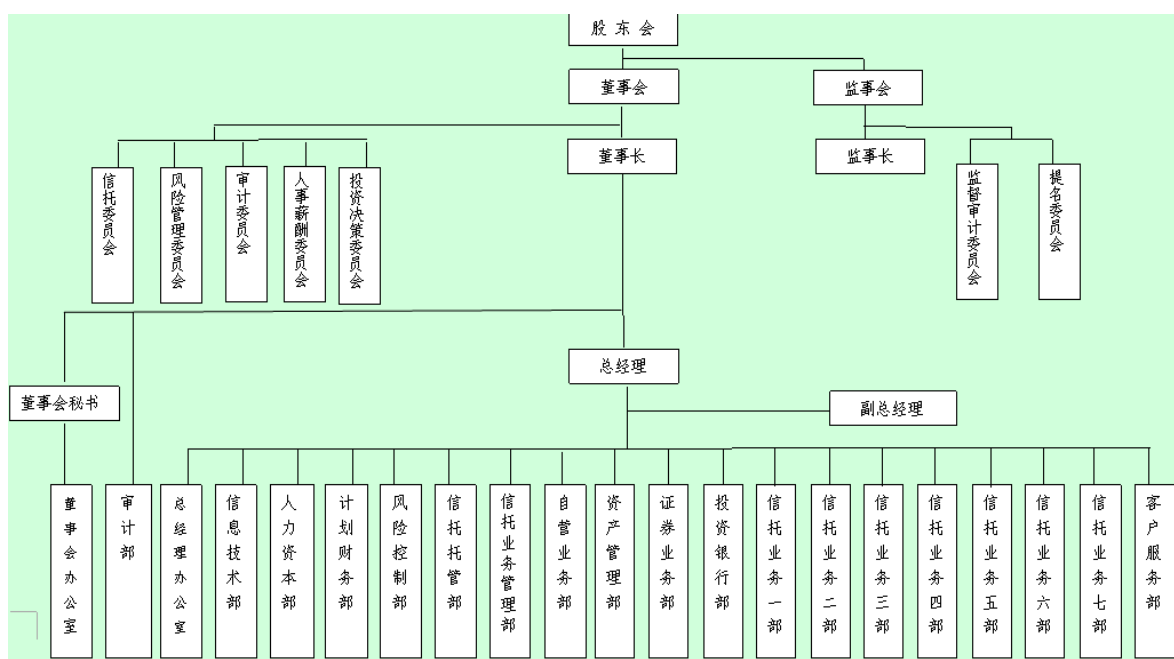 股东会
董事会
监事会
董事长
监事长
信托委员会
风险管理委员会
审计委员会
人事薪酬委员会
投资决策委员会
监督审计委员会
提名委员会
总经理
董事会秘书
副总经理
董事会办公室
审计部
总经理办公室
信息技术部
人力资本部
计划财务部
风险控制部
信托托管部
信托业务管理部
自营业务部
资产管理部
证券业务部
投资银行部
信托业务一部
信托业务二部
信托业务三部
信托业务四部
信托业务五部
信托业务六部
信托业务七部
客户服务部